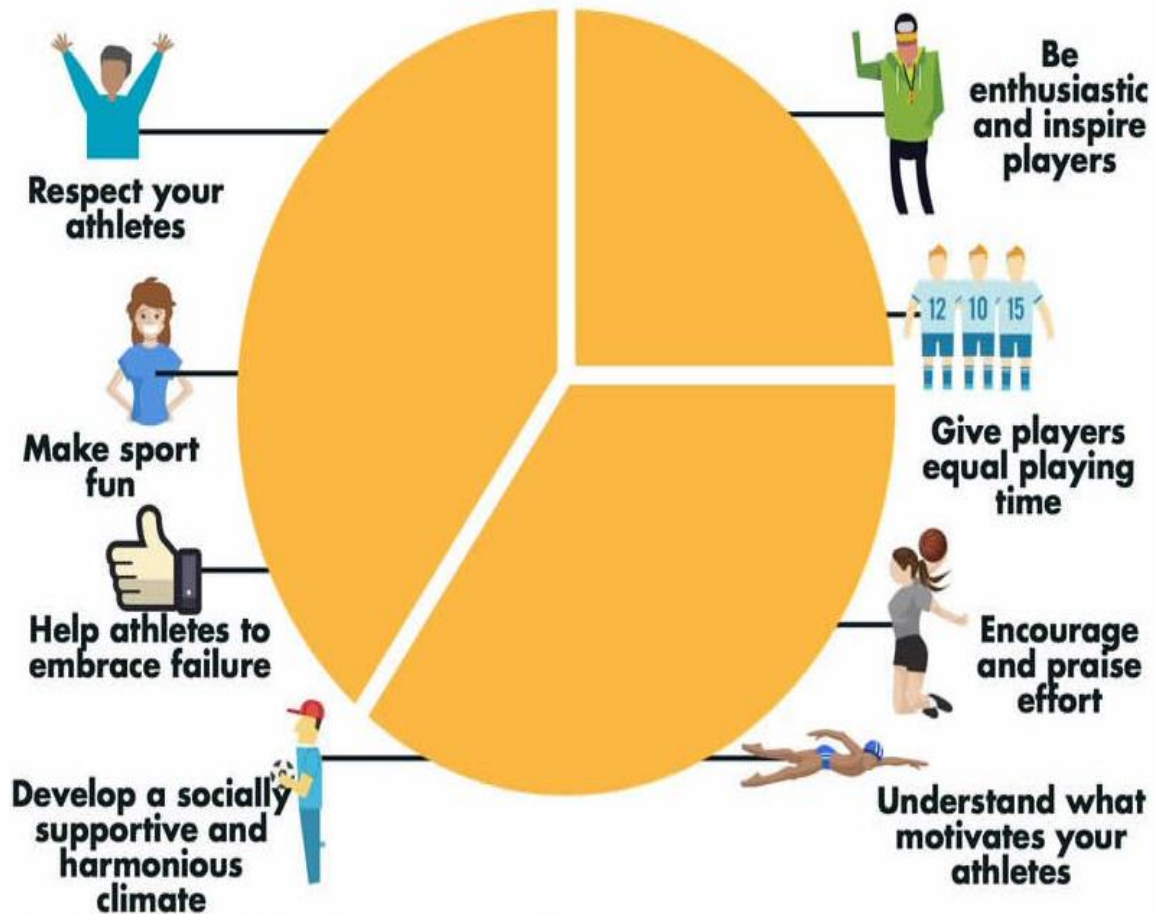 Respect your
athletes
Make sport
fun
Help athletes to
embrace failure
Develop a socially
supportive and
harmonious
climate
Be
enthusiastic
and inspire
players
12 10 15
Give players
equal playing
time
Encourage
and praise
effort
Understand what
motivates your
athletes